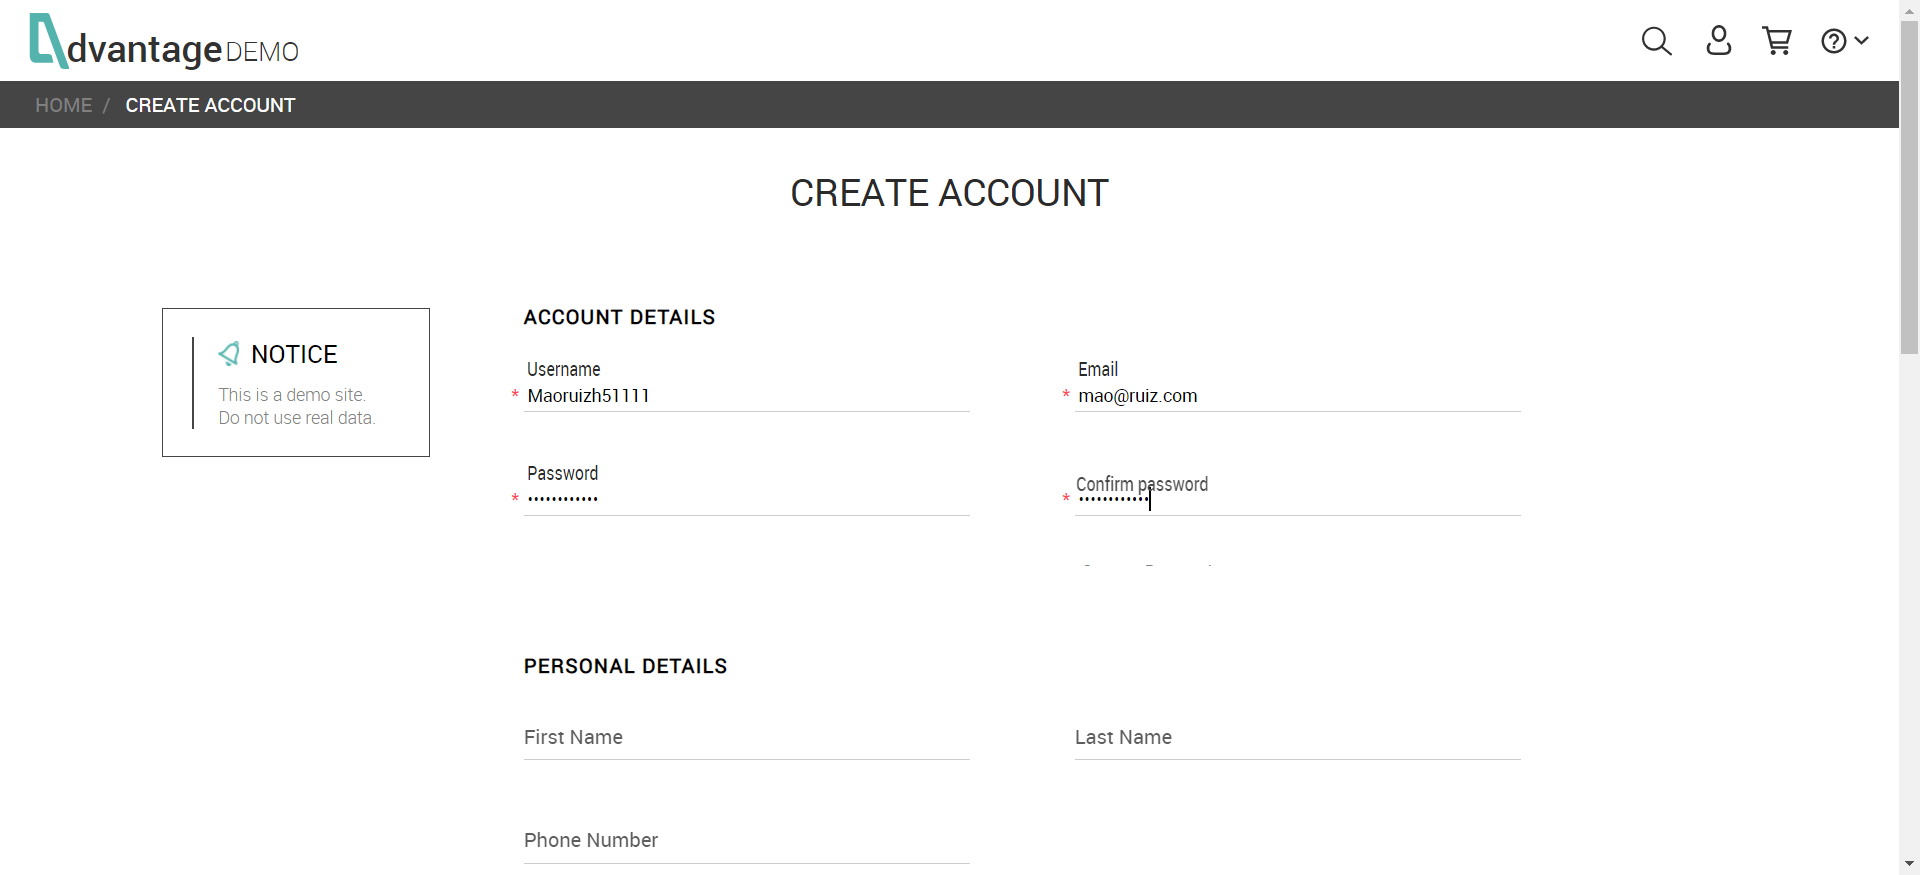 dvantage DEMO
HOME / CREATE ACCOUNT
CREATE ACCOUNT
NOTICE
This is a demo site.
Do not use real data.
ACCOUNT DETAILS
Username
* Maoruizh51111
Email
* mao@ruiz.com
Password
* ••••••••••••
Confirm password
* ••••••••••••
PERSONAL DETAILS
First Name
Last Name
Phone Number